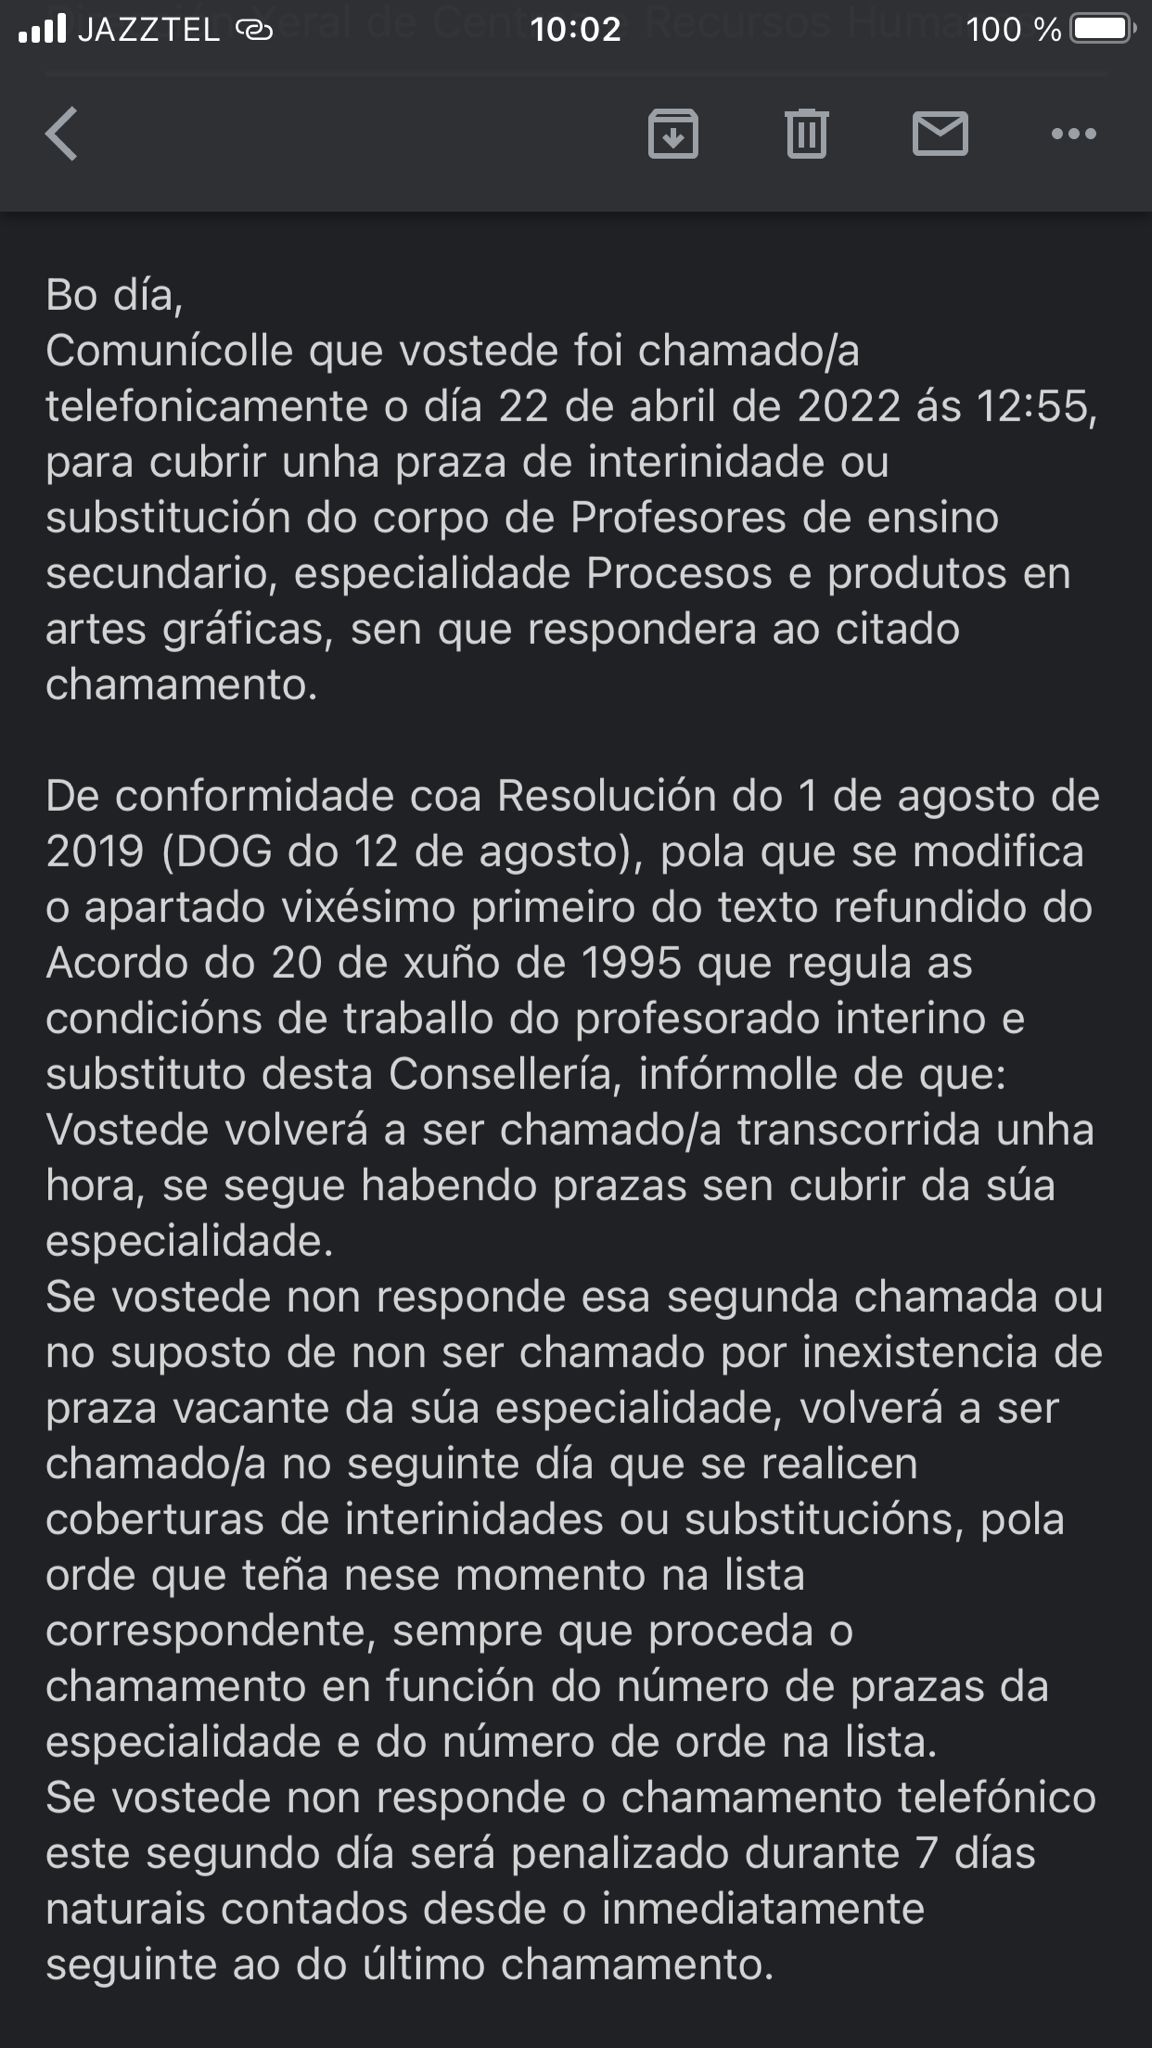 JAZZTEL
10:02
100 %
Bo día,
Comunícolle que vostede foi chamado/a
telefonicamente o día 22 de abril de 2022 ás 12:55,
para cubrir unha praza de interinidade ou
substitución do corpo de Profesores de ensino
secundario, especialidade Procesos e produtos en
artes gráficas, sen que respondera ao citado
chamamento.
De conformidade coa Resolución do 1 de agosto de
2019 (DOG do 12 de agosto), pola que se modifica
o apartado vixésimo primeiro do texto refundido do
Acordo do 20 de xuño de 1995 que regula as
condicións de traballo do profesorado interino e
substituto desta Consellería, infórmolle de que:
Vostede volverá a ser chamado/a transcorrida unha
hora, se segue habendo prazas sen cubrir da súa
especialidade.
Se vostede non responde esa segunda chamada ou
no suposto de non ser chamado por inexistencia de
praza vacante da súa especialidade, volverá a ser
chamado/a no seguinte día que se realicen
coberturas de interinidades ou substitucións, pola
orde que teña nese momento na lista
correspondente, sempre que proceda o
chamamento en función do número de prazas da
especialidade e do número de orde na lista.
Se vostede non responde o chamamento telefónico
este segundo día será penalizado durante 7 días
naturais contados desde o inmediatamente
seguinte ao do último chamamento.